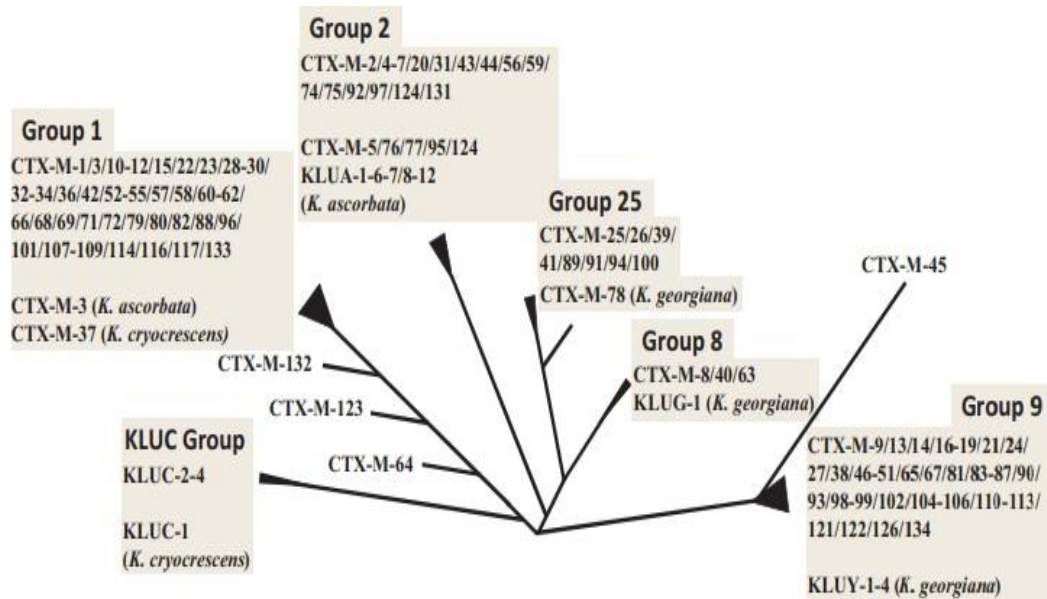 Group 1
CTX-M-1/3/10-12/15/22/23/28-30/
32-34/36/42/52-55/57/58/60-62/
66/68/69/71/72/79/80/82/88/96/
101/107-109/114/116/117/133
CTX-M-3 (K. ascorbata)
CTX-M-37 (K. cryocrescens)
Group 2
CTX-M-2/4-7/20/31/43/44/56/59/
74/75/92/97/124/131
CTX-M-5/76/77/95/124
KLUA-1-6-7/8-12
(K. ascorbata)
Group 25
CTX-M-25/26/39/
41/89/91/94/100
CTX-M-78 (K. georgiana)
Group 8
CTX-M-8/40/63
KLUG-1 (K. georgiana)
CTX-M-45
Group 9
CTX-M-9/13/14/16-19/21/24/
27/38/46-51/65/67/81/83-87/90/
93/98-99/102/104-106/110-113/
121/122/126/134
KLUY-1-4 (K. georgiana)
CTX-M-132
CTX-M-123
CTX-M-64
KLUC Group
KLUC-2-4
KLUC-1
(K. cryocrescens)